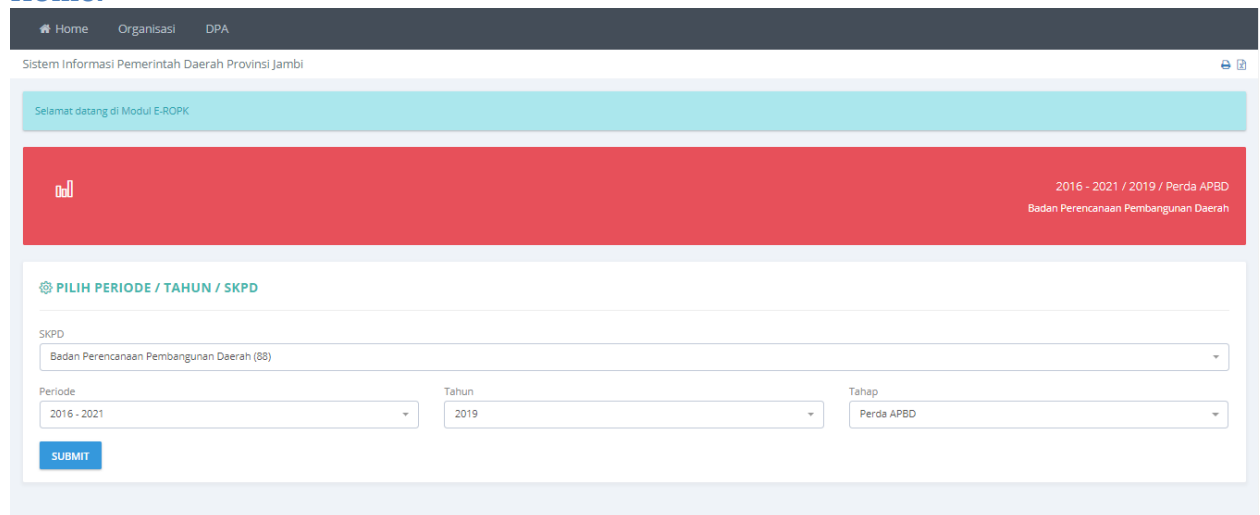 Home Organisasi DPA
Sistem Informasi Pemerintah Daerah Provinsi Jambi
Selamat datang di Modul E-ROPK
2016 - 2021 / 2019 / Perda APBD
Badan Perencanaan Pembangunan Daerah
PILIH PERIODE / TAHUN / SKPD
SKPD
Badan Perencanaan Pembangunan Daerah (88)
Periode Tahun Tahap
2016 - 2021 2019 Perda APBD
SUBMIT